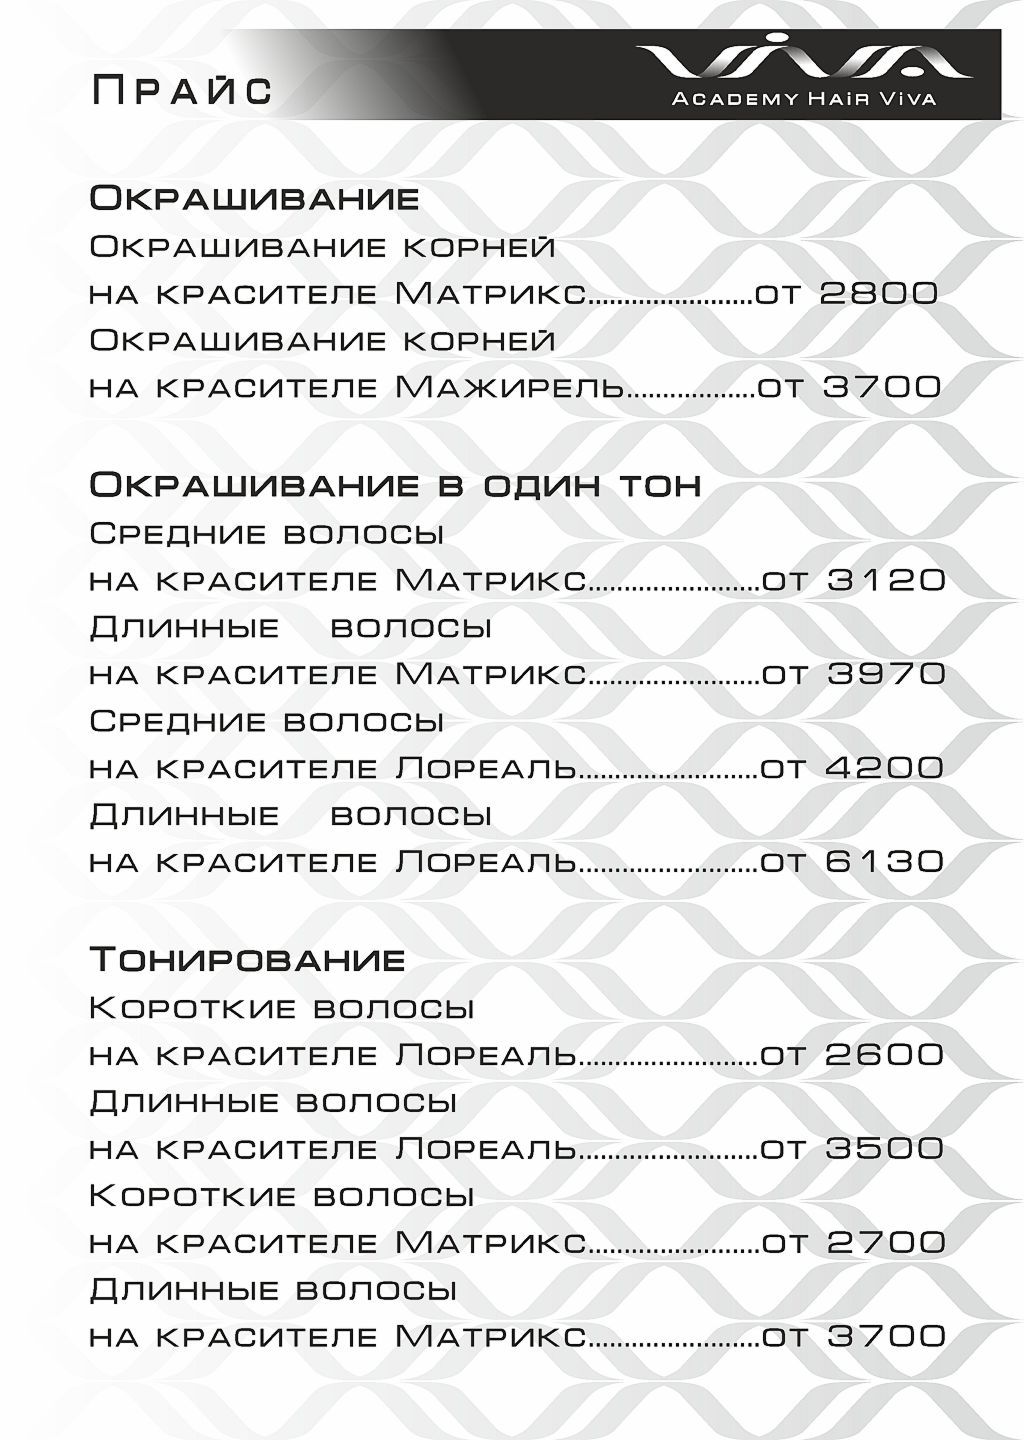 Прайс
ViVA
Academy Hair Viva
Окрашивание
Окрашивание корней
на красителе Матрикс.......................от 2800
Окрашивание корней
на красителе Мажирель..................от 3700
Окрашивание в один тон
Средние волосы
на красителе Матрикс........................от 3120
Длинные волосы
на красителе Матрикс........................от 3970
Средние волосы
на красителе Лореаль.........................от 4200
Длинные волосы
на красителе Лореаль.........................от 6130
Тонирование
Короткие волосы
на красителе Лореаль.........................от 2600
Длинные волосы
на красителе Лореаль.........................от 3500
Короткие волосы
на красителе Матрикс........................от 2700
Длинные волосы
на красителе Матрикс........................от 3700